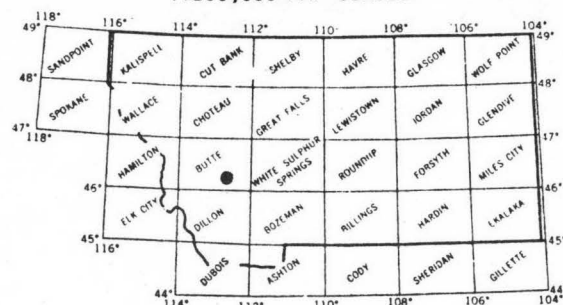 118° 116° 114° 112° 110° 108° 106° 104°
49° 49°
SANDPOINT KALISPELL CUT BANK SHELBY HAVRE GLASGOW WOLF POINT
48° 48°
SPOKANE WALLACE CHOTEAU GREAT FALLS LEWISTOWN JORDAN GLENDIVE
47° 47°
118°
HAMILTON BUTTE WHITE SULPHUR SPRINGS ROUNDUP FORSYTH MILES CITY
46° 46°
ELK CITY DILLON BOZEMAN BILLINGS HARDIN EKALAKA
45° 45°
116°
DUBOIS ASHTON CODY SHERIDAN GILLETTE
44° 44°
114° 112° 110° 108° 106° 104°